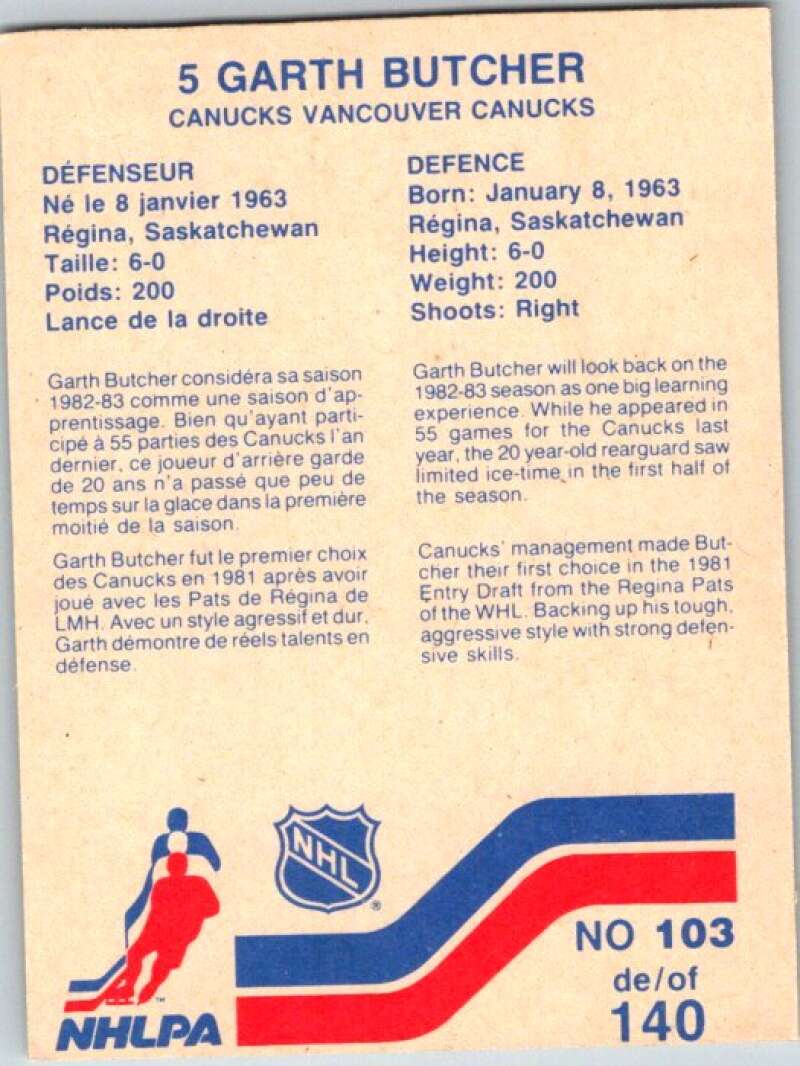 5 GARTH BUTCHER
CANUCKS VANCOUVER CANUCKS
DÉFENSEUR
Né le 8 janvier 1963
Régina, Saskatchewan
Taille: 6-0
Poids: 200
Lance de la droite
Garth Butcher considéra sa saison
1982-83 comme une saison d'ap-
prentissage. Bien qu'ayant parti-
cipé à 55 parties des Canucks l'an
dernier, ce joueur d'arrière garde
de 20 ans n'a passé que peu de
temps sur la glace dans la première
moitié de la saison.
Garth Butcher fut le premier choix
des Canucks en 1981 après avoir
joué avec les Pats de Régina de
LMH. Avec un style agressif et dur,
Garth démontre de réels talents en
défense.
DEFENCE
Born: January 8, 1963
Régina, Saskatchewan
Height: 6-0
Weight: 200
Shoots: Right
Garth Butcher will look back on the
1982-83 season as one big learning
experience. While he appeared in
55 games for the Canucks last
year, the 20 year-old rearguard saw
limited ice-time in the first half of
the season.
Canucks' management made But-
cher their first choice in the 1981
Entry Draft from the Regina Pats
of the WHL. Backing up his tough,
aggressive style with strong defen-
sive skills.
NHL
®
™
NHLPA
NO 103
de/of
140